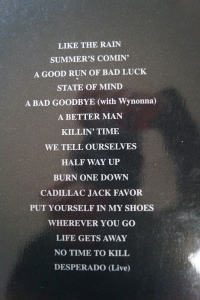 LIKE THE RAIN
SUMMER'S COMIN'
A GOOD RUN OF BAD LUCK
STATE OF MIND
A BAD GOODBYE (with Wynonna)
A BETTER MAN
KILLIN' TIME
WE TELL OURSELVES
HALF WAY UP
BURN ONE DOWN
CADILLAC JACK FAVOR
PUT YOURSELF IN MY SHOES
WHEREVER YOU GO
LIFE GETS AWAY
NO TIME TO KILL
DESPERADO (Live)